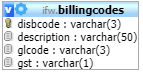 ifw.billingcodes
disbcode : varchar(3)
description : varchar(50)
glcode : varchar(3)
gst : varchar(1)